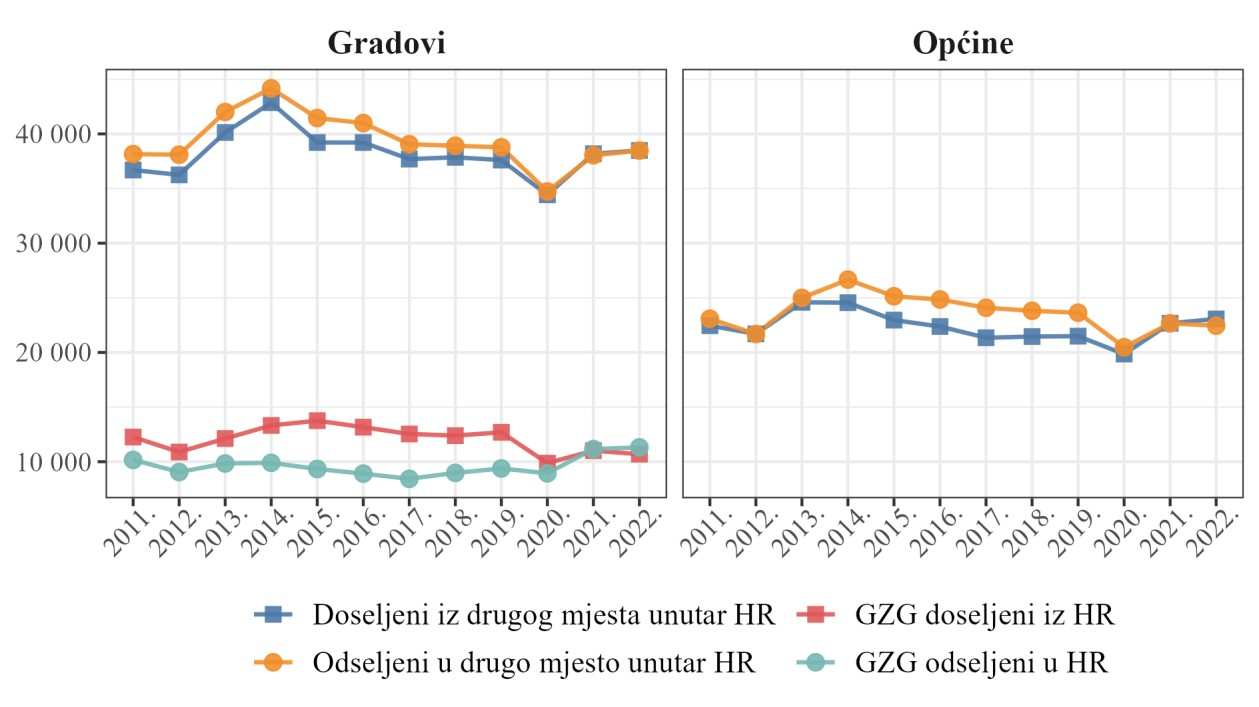 Gradovi
Općine
40 000
30 000
20 000
10 000
2011. 2012. 2013. 2014. 2015. 2016. 2017. 2018. 2019. 2020. 2021. 2022.
2011. 2012. 2013. 2014. 2015. 2016. 2017. 2018. 2019. 2020. 2021. 2022.
Doseljeni iz drugog mjesta unutar HR
GZG doseljeni iz HR
Odseljeni u drugo mjesto unutar HR
GZG odseljeni u HR